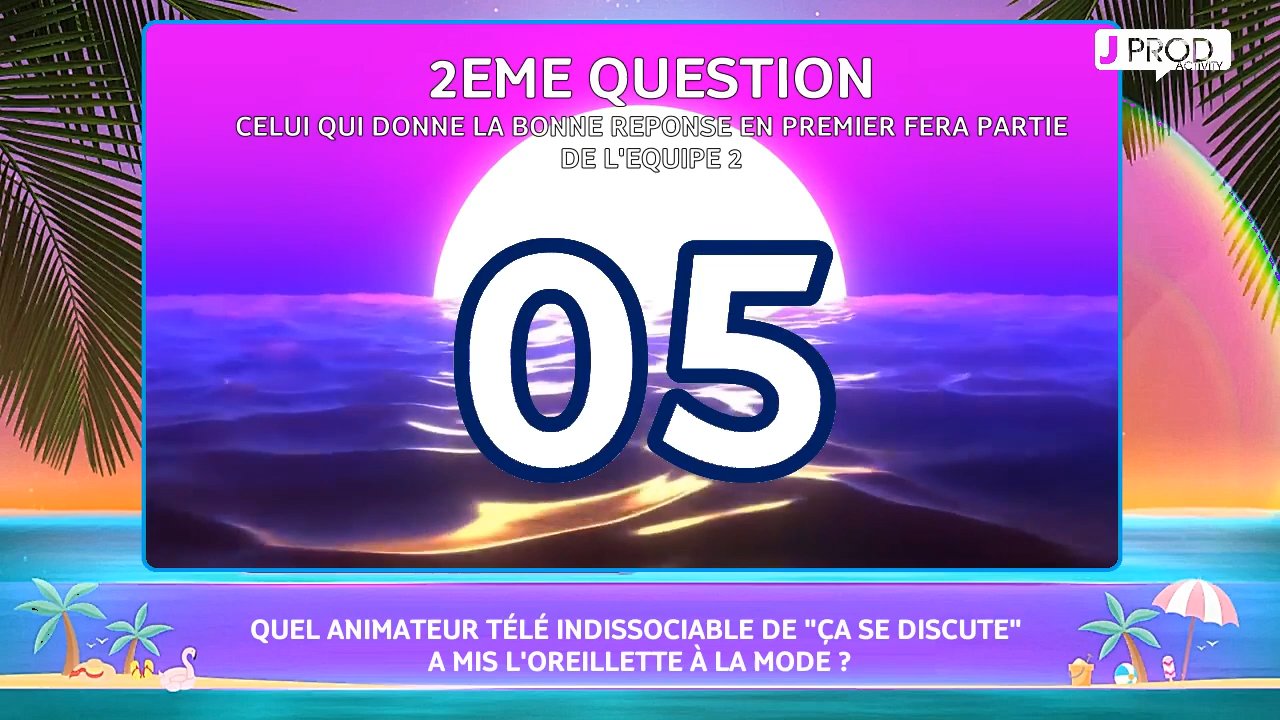 J PROD
ACTIVITY
2EME QUESTION
CELUI QUI DONNE LA BONNE REPONSE EN PREMIER FERA PARTIE
DE L'EQUIPE 2
05
QUEL ANIMATEUR TÉLÉ INDISSOCIABLE DE "ÇA SE DISCUTE"
A MIS L'OREILLETTE À LA MODE ?